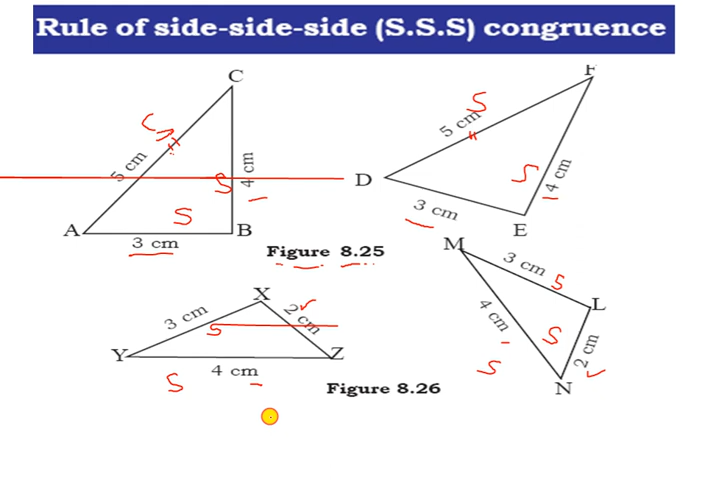 Rule of side-side-side (S.S.S) congruence
C
5 cm
S
4 cm
S
A
3 cm
B
F
S
5 cm
S
4 cm
D
3 cm
E
Figure 8.25
M
3 cm
S
L
4 cm
S
2 cm
S
N
X
3 cm
2 cm
S
Y
Z
4 cm
S
Figure 8.26